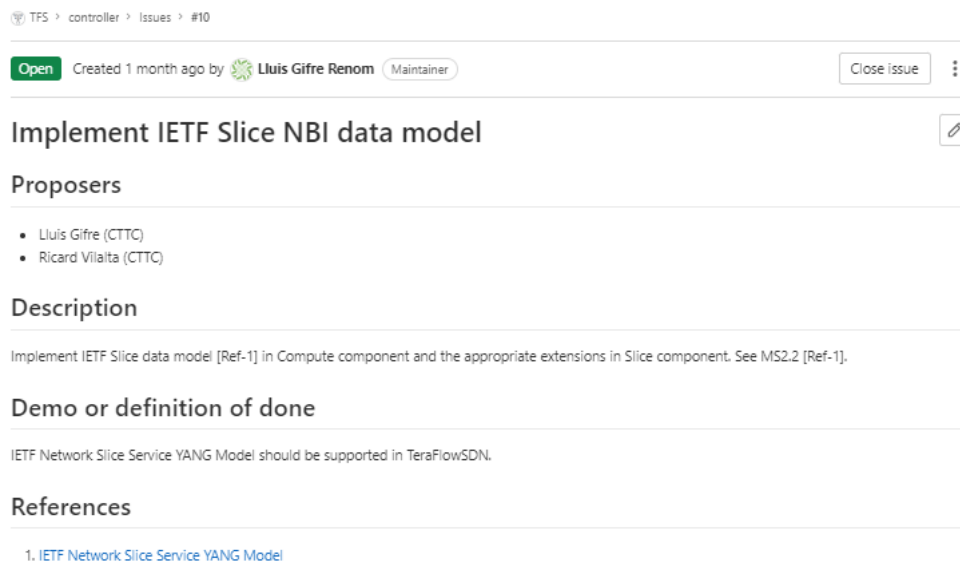 TFS > controller > Issues > #10
Open Created 1 month ago by Lluis Gifre Renom Maintainer Close issue
Implement IETF Slice NBI data model
Proposers
• Lluis Gifre (CTTC)
• Ricard Vilalta (CTTC)
Description
Implement IETF Slice data model [Ref-1] in Compute component and the appropriate extensions in Slice component. See MS2.2 [Ref-1].
Demo or definition of done
IETF Network Slice Service YANG Model should be supported in TeraFlowSDN.
References
1. IETF Network Slice Service YANG Model